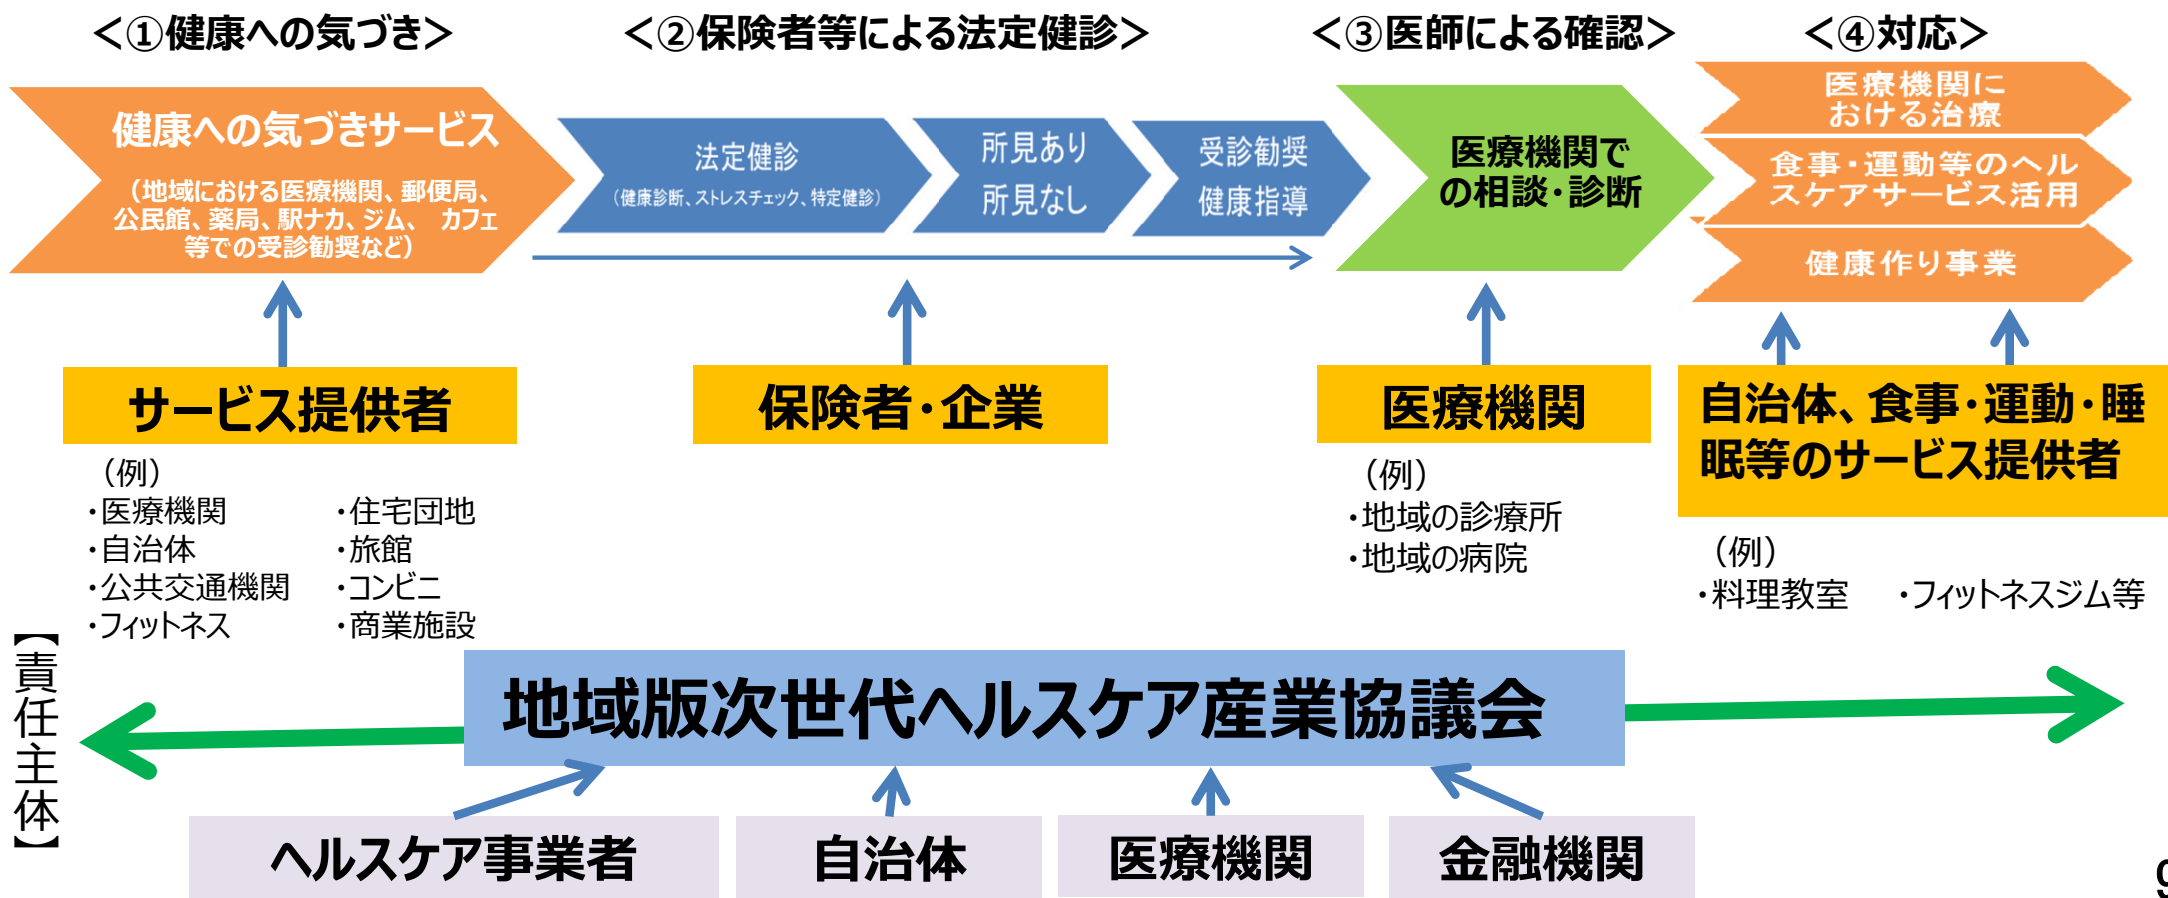 ＜①健康への気づき＞
＜②保険者等による法定健診＞
＜③医師による確認＞
＜④対応＞
健康への気づきサービス
（地域における医療機関、郵便局、
公民館、薬局、駅ナカ、ジム、 カフェ
等での受診勧奨など）
法定健診
（健康診断、ストレスチェック、特定健診）
所見あり
所見なし
受診勧奨
健康指導
医療機関で
の相談・診断
医療機関に
おける治療
食事・運動等のヘル
スケアサービス活用
健康作り事業
サービス提供者
（例）
・医療機関
・自治体
・公共交通機関
・フィットネス
・住宅団地
・旅館
・コンビニ
・商業施設
保険者・企業
医療機関
（例）
・地域の診療所
・地域の病院
自治体、食事・運動・睡
眠等のサービス提供者
（例）
・料理教室
・フィットネスジム等
【責任主体】
地域版次世代ヘルスケア産業協議会
ヘルスケア事業者
自治体
医療機関
金融機関
9